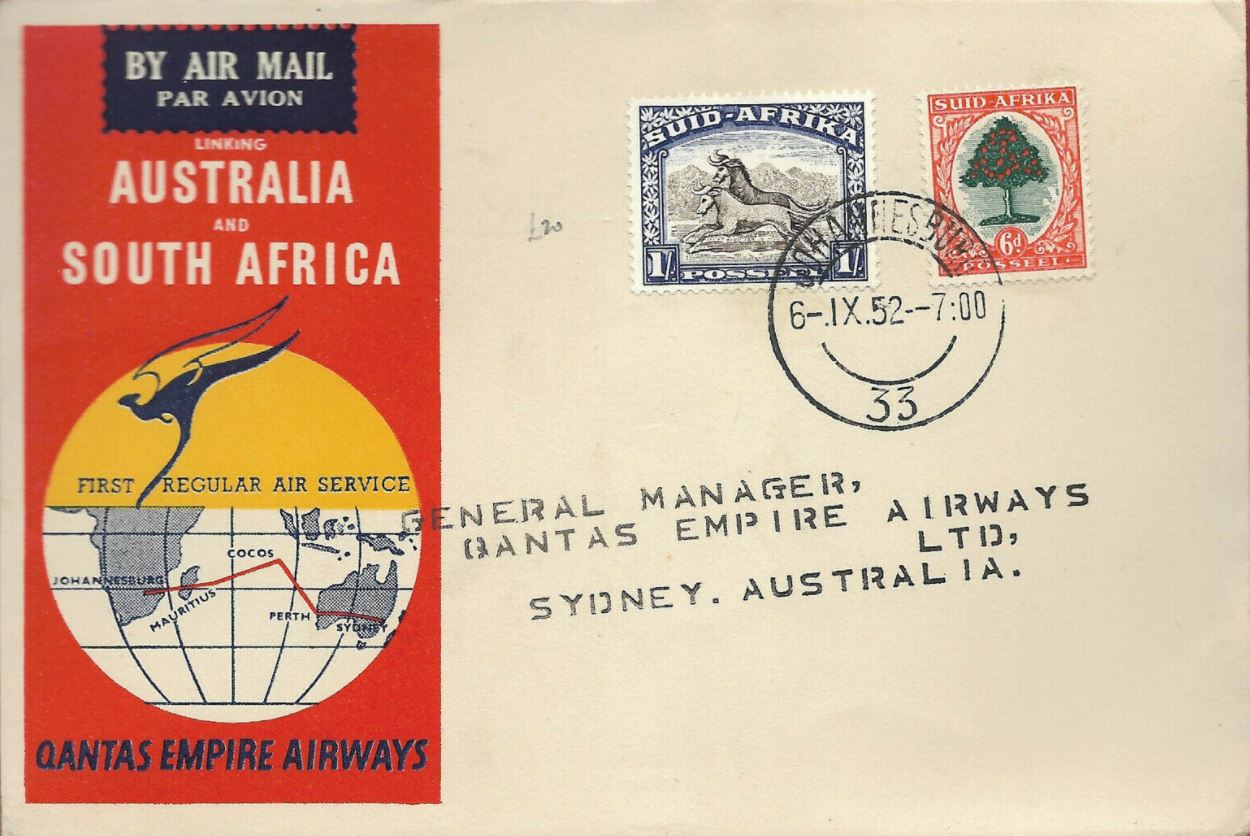 BY AIR MAIL
PAR AVION
LINKING
AUSTRALIA
AND
SOUTH AFRICA
FIRST REGULAR AIR SERVICE
COCOS
JOHANNESBURG
MAURITIUS
PERTH
SYDNEY
QANTAS EMPIRE AIRWAYS
£20
SUID-AFRIKA
1/- POSSEEL 1/-
SUID-AFRIKA
6d
POSSEEL
JOHANNESBURG
6-.IX.52--7:00
33
GENERAL MANAGER,
QANTAS EMPIRE AIRWAYS
LTD,
SYDNEY. AUSTRALIA.